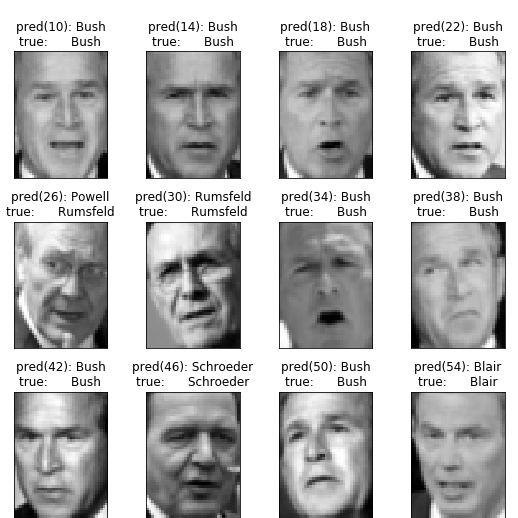 pred(10): Bush
true: Bush
pred(14): Bush
true: Bush
pred(18): Bush
true: Bush
pred(22): Bush
true: Bush
pred(26): Powell
true: Rumsfeld
pred(30): Rumsfeld
true: Rumsfeld
pred(34): Bush
true: Bush
pred(38): Bush
true: Bush
pred(42): Bush
true: Bush
pred(46): Schroeder
true: Schroeder
pred(50): Bush
true: Bush
pred(54): Blair
true: Blair